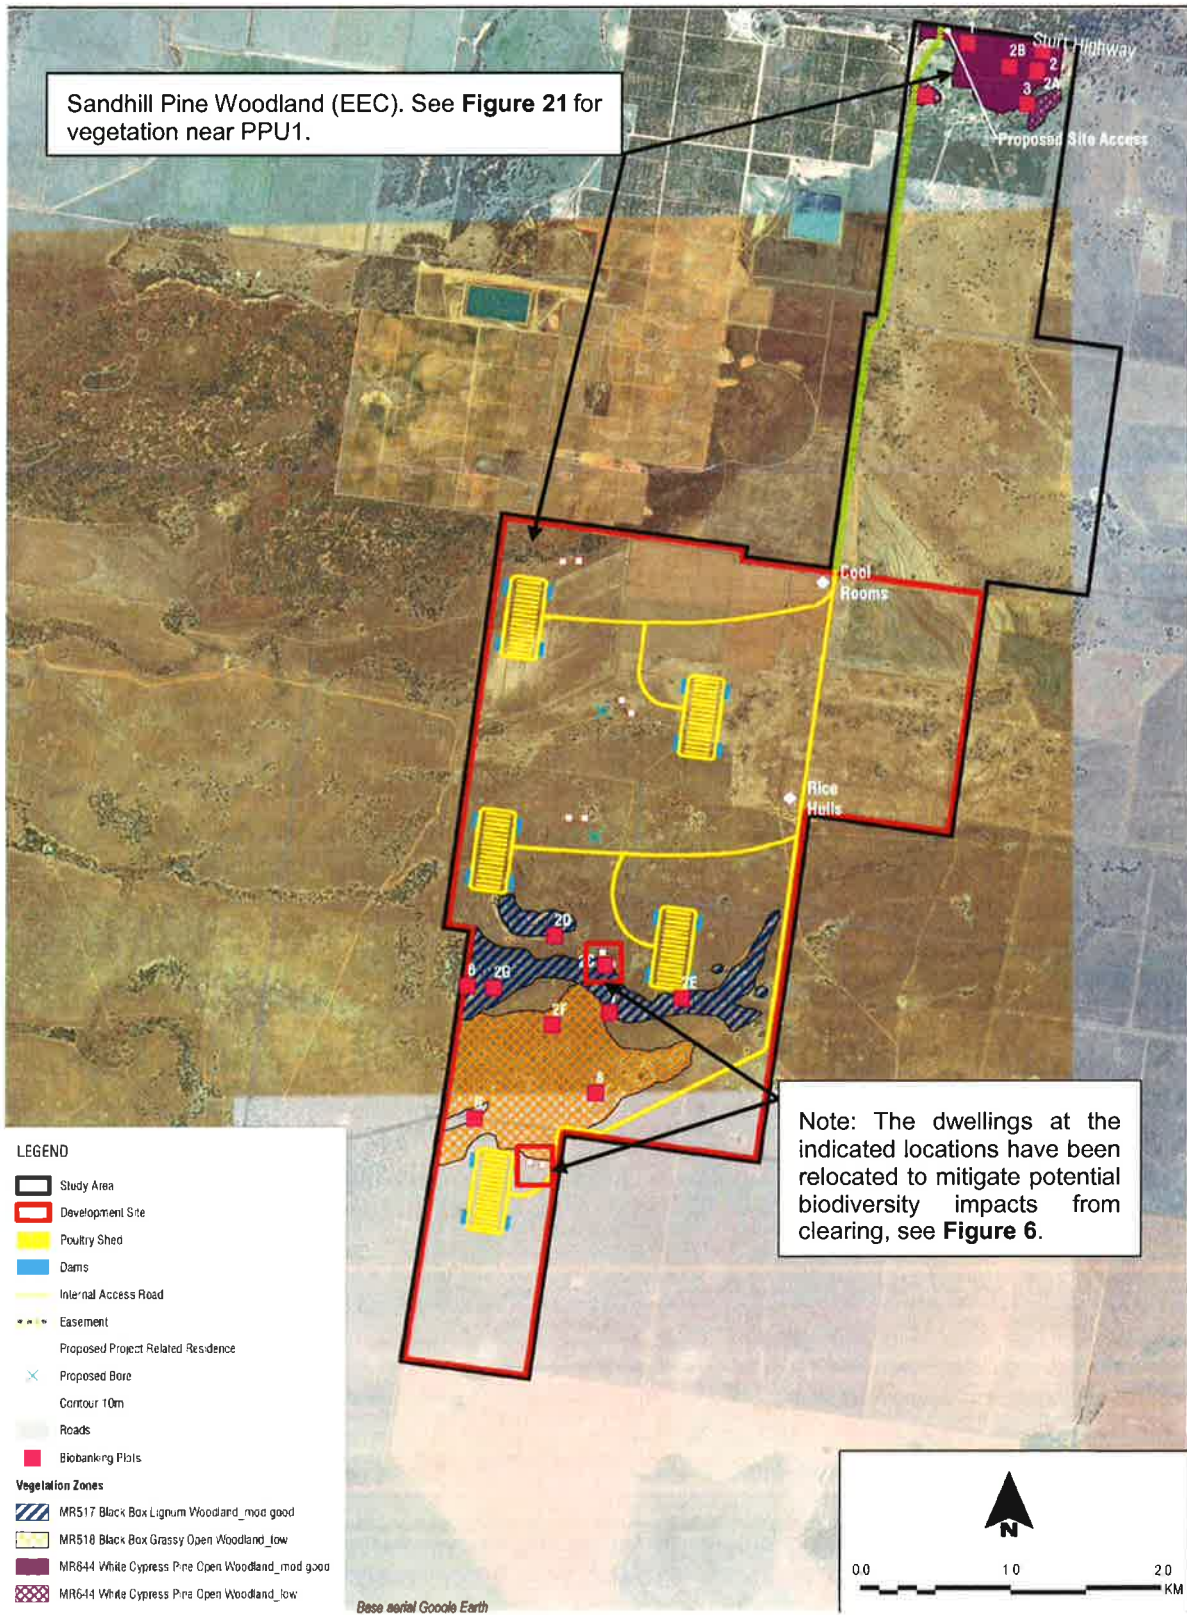 Sandhill Pine Woodland (EEC). See Figure 21 for
vegetation near PPU1.
Sturt Highway
1
2B
2
2A
3
Proposed Site Access
Cool
Rooms
Rice
Hulls
2D
2C
6
2G
2E
2F
Note: The dwellings at the
indicated locations have been
relocated to mitigate potential
biodiversity impacts from
clearing, see Figure 6.
LEGEND
Study Area
Development Site
Poultry Shed
Dams
Internal Access Road
Easement
Proposed Project Related Residence
Proposed Bore
Contour 10m
Roads
Biobanking Plots
Vegetation Zones
MR517 Black Box Lignum Woodland_mod good
MR518 Black Box Grassy Open Woodland_low
MR644 White Cypress Pine Open Woodland_mod good
MR644 White Cypress Pine Open Woodland_low
Base aerial Google Earth
N
0.0 1.0 2.0
KM